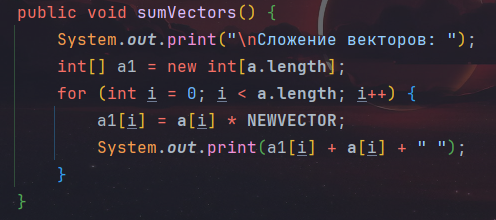 public void sumVectors() {
    System.out.print("\nСложение векторов: ");
    int[] a1 = new int[a.length];
    for (int i = 0; i < a.length; i++) {
        a1[i] = a[i] * NEWVECTOR;
        System.out.print(a1[i] + a[i] + " ");
    }
}